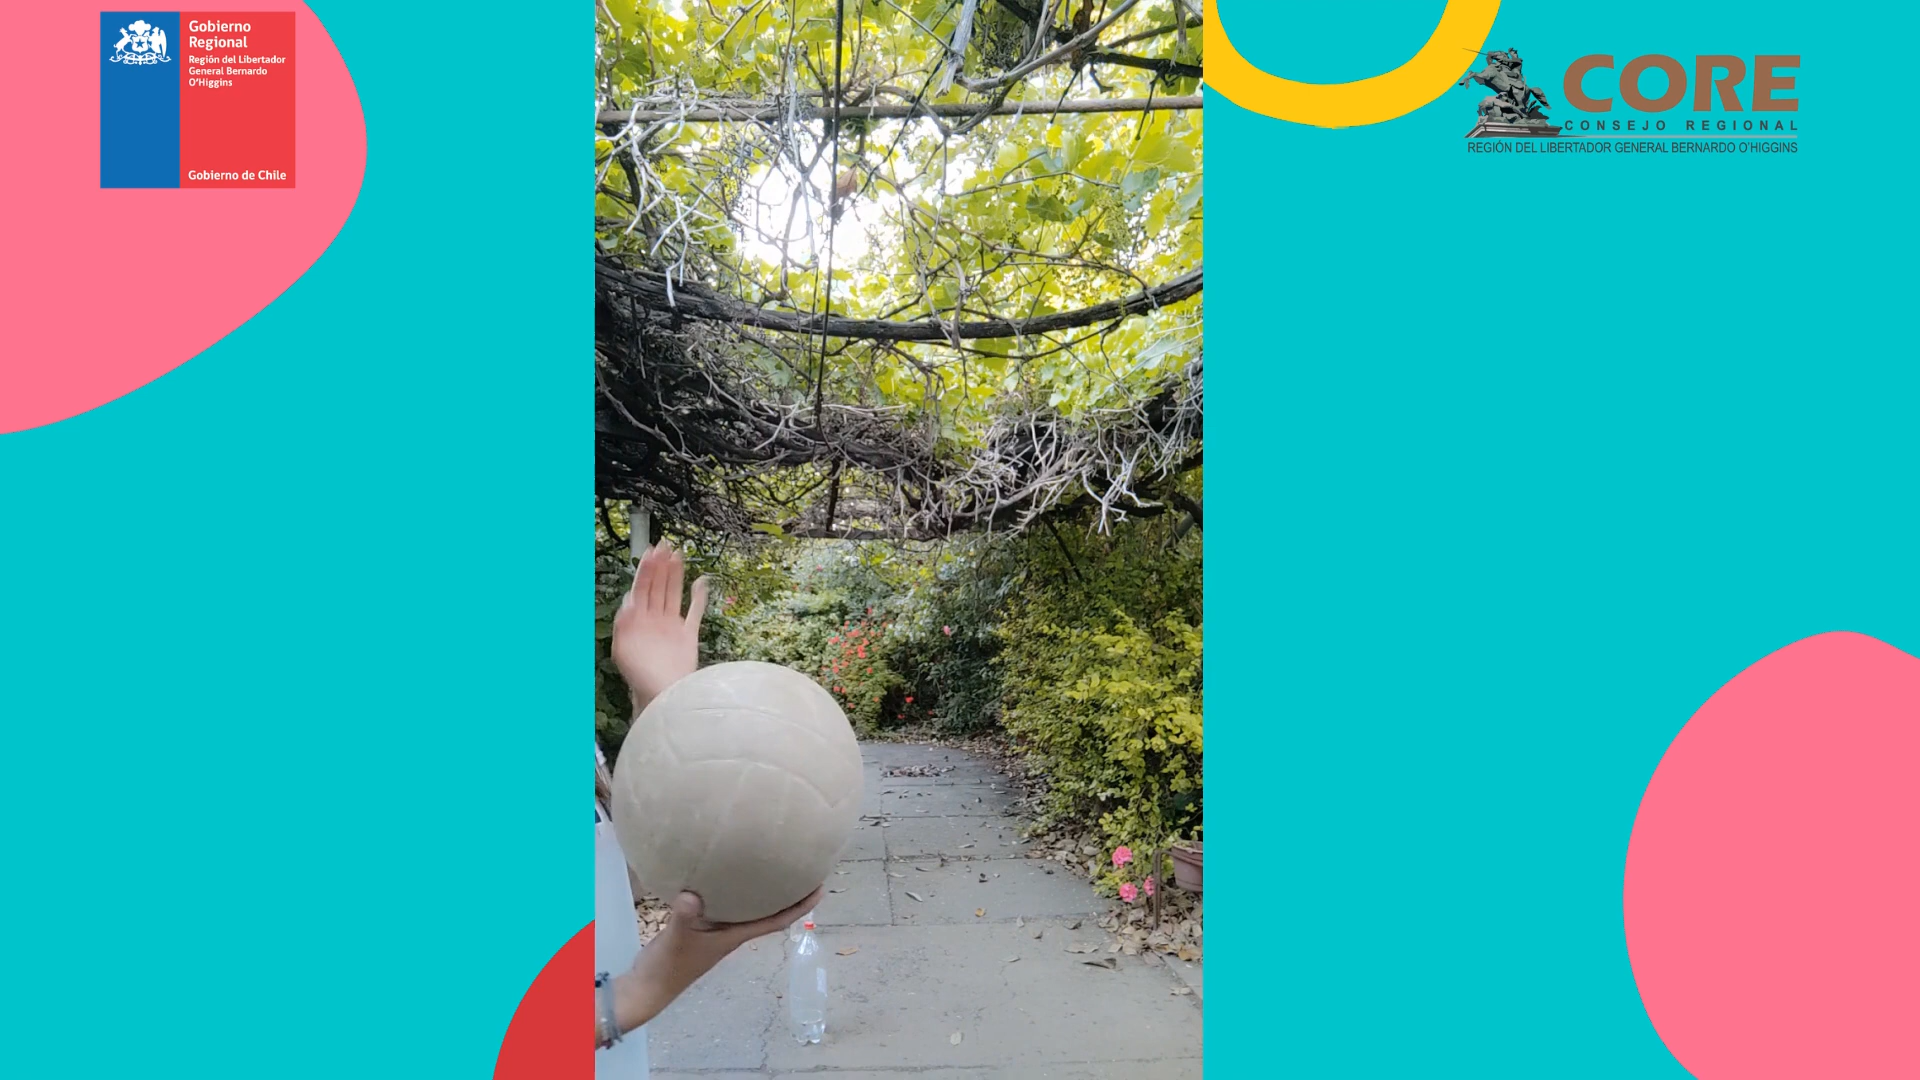 Gobierno
Regional
Región del Libertador
General Bernardo
O'Higgins
Gobierno de Chile
CORE
CONSEJO REGIONAL
REGIÓN DEL LIBERTADOR GENERAL BERNARDO O'HIGGINS